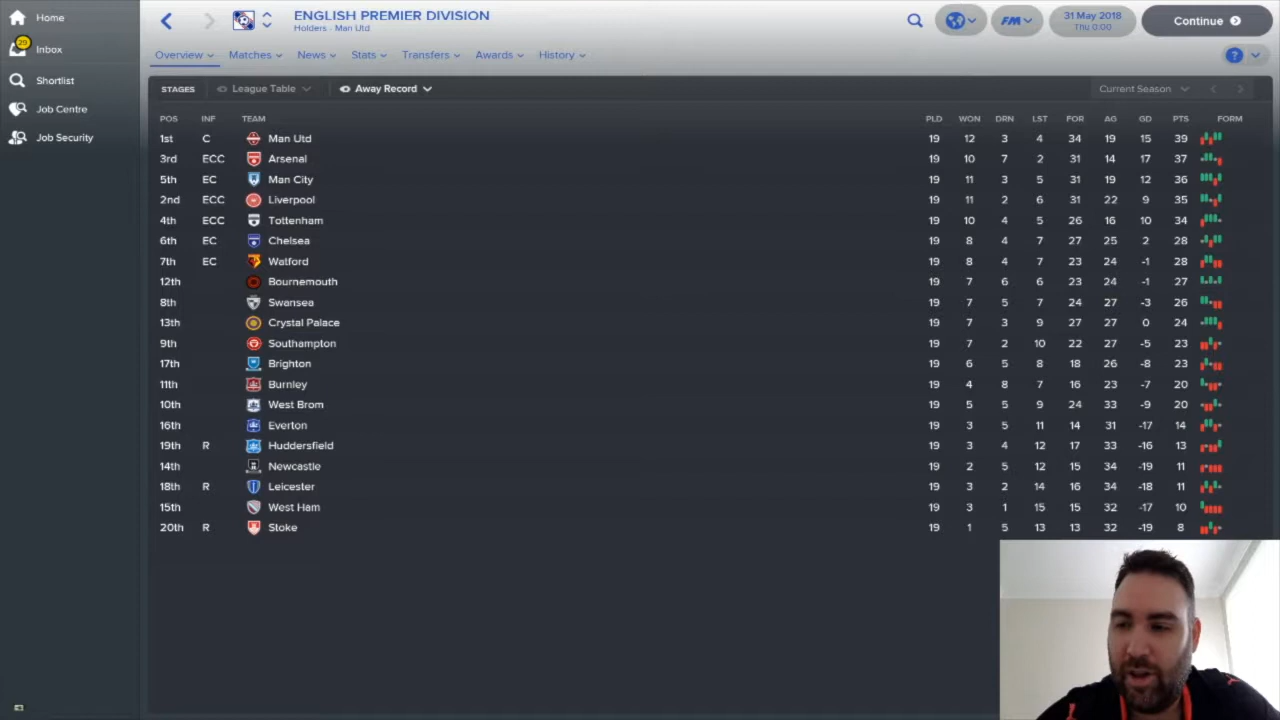 Home
ENGLISH PREMIER DIVISION
Holders - Man Utd
FM
31 May 2018
Thu 0:00
Continue
29
Inbox
Overview Matches News Stats Transfers Awards History ?
Shortlist
STAGES League Table Away Record Current Season
Job Centre
POS INF TEAM PLD WON DRN LST FOR AG GD PTS FORM
Job Security
1st C Man Utd 19 12 3 4 34 19 15 39
3rd ECC Arsenal 19 10 7 2 31 14 17 37
5th EC Man City 19 11 3 5 31 19 12 36
2nd ECC Liverpool 19 11 2 6 31 22 9 35
4th ECC Tottenham 19 10 4 5 26 16 10 34
6th EC Chelsea 19 8 4 7 27 25 2 28
7th EC Watford 19 8 4 7 23 24 -1 28
12th Bournemouth 19 7 6 6 23 24 -1 27
8th Swansea 19 7 5 7 24 27 -3 26
13th Crystal Palace 19 7 3 9 27 27 0 24
9th Southampton 19 7 2 10 22 27 -5 23
17th Brighton 19 6 5 8 18 26 -8 23
11th Burnley 19 4 8 7 16 23 -7 20
10th West Brom 19 5 5 9 24 33 -9 20
16th Everton 19 3 5 11 14 31 -17 14
19th R Huddersfield 19 3 4 12 17 33 -16 13
14th Newcastle 19 2 5 12 15 34 -19 11
18th R Leicester 19 3 2 14 16 34 -18 11
15th West Ham 19 3 1 15 15 32 -17 10
20th R Stoke 19 1 5 13 13 32 -19 8